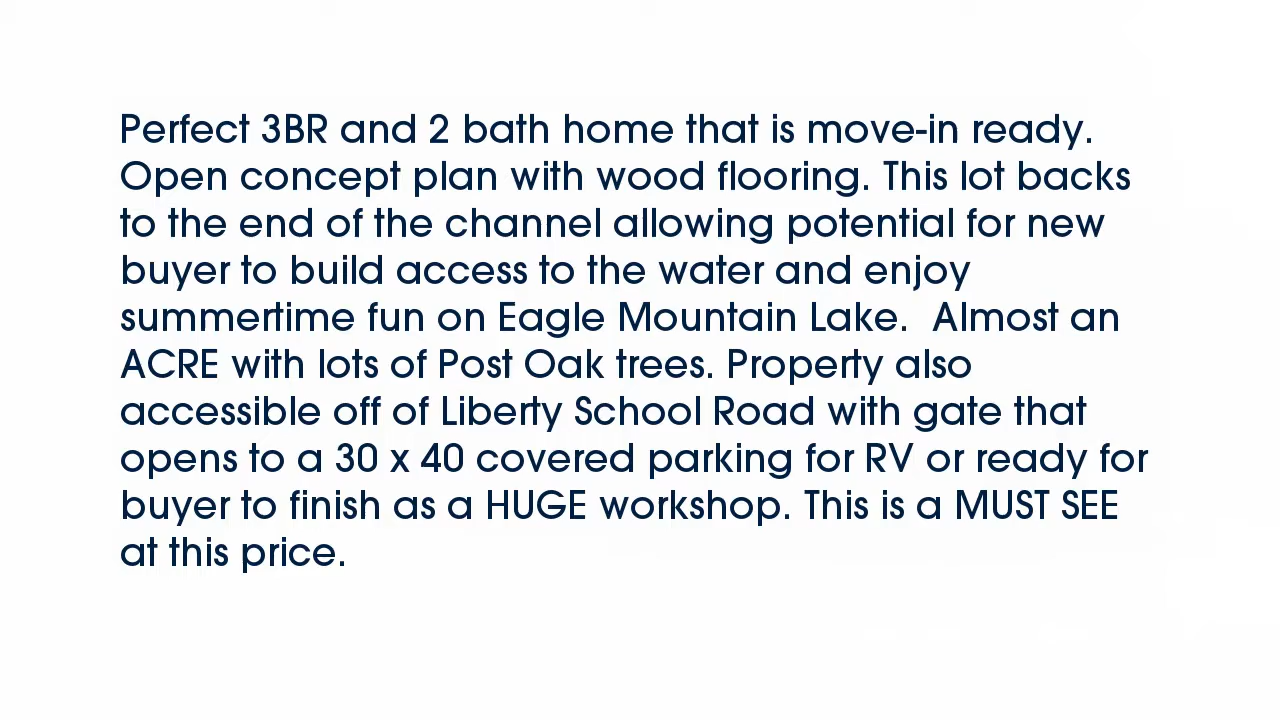 Perfect 3BR and 2 bath home that is move-in ready.
Open concept plan with wood flooring. This lot backs
to the end of the channel allowing potential for new
buyer to build access to the water and enjoy
summertime fun on Eagle Mountain Lake.  Almost an
ACRE with lots of Post Oak trees. Property also
accessible off of Liberty School Road with gate that
opens to a 30 x 40 covered parking for RV or ready for
buyer to finish as a HUGE workshop. This is a MUST SEE
at this price.